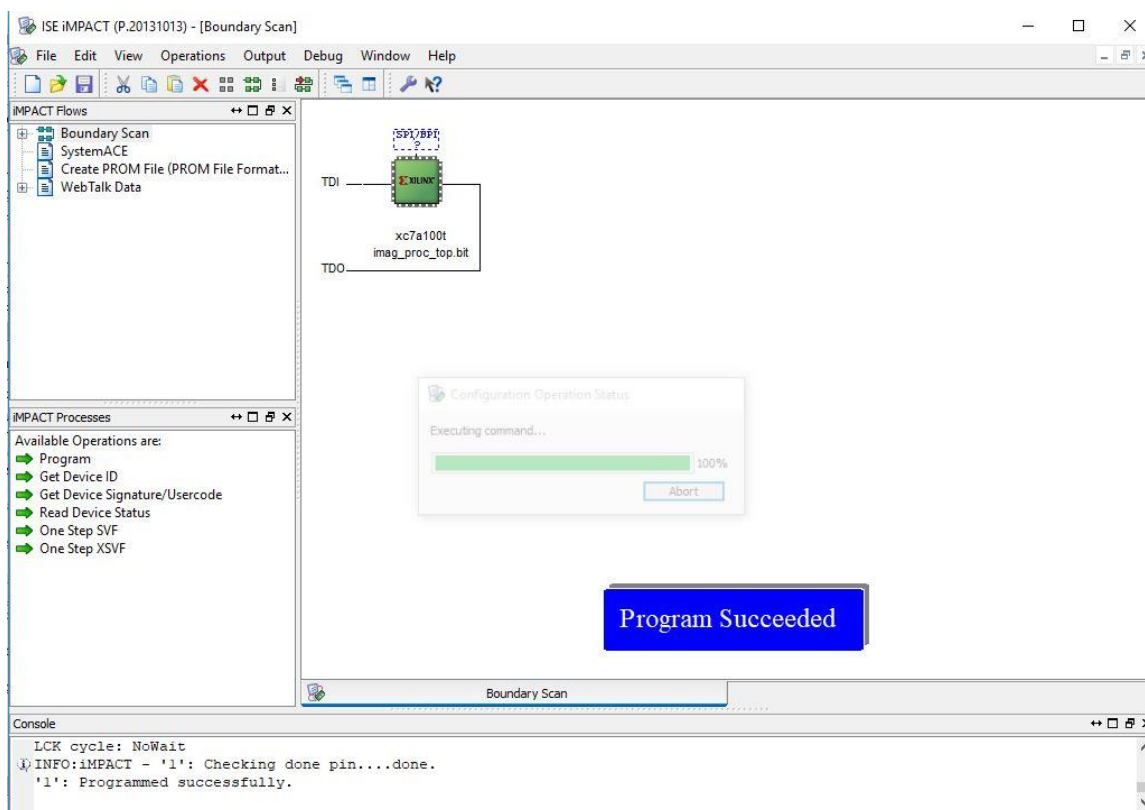 ISE iMPACT (P.20131013) - [Boundary Scan]
File Edit View Operations Output Debug Window Help
iMPACT Flows
Boundary Scan
SystemACE
Create PROM File (PROM File Format...
WebTalk Data
SPI/BPI
?
TDI
XILINX
xc7a100t
imag_proc_top.bit
TDO
Configuration Operation Status
Executing command...
100%
Abort
iMPACT Processes
Available Operations are:
Program
Get Device ID
Get Device Signature/Usercode
Read Device Status
One Step SVF
One Step XSVF
Program Succeeded
Boundary Scan
Console
LCK cycle: NoWait
INFO:iMPACT - '1': Checking done pin....done.
'1': Programmed successfully.